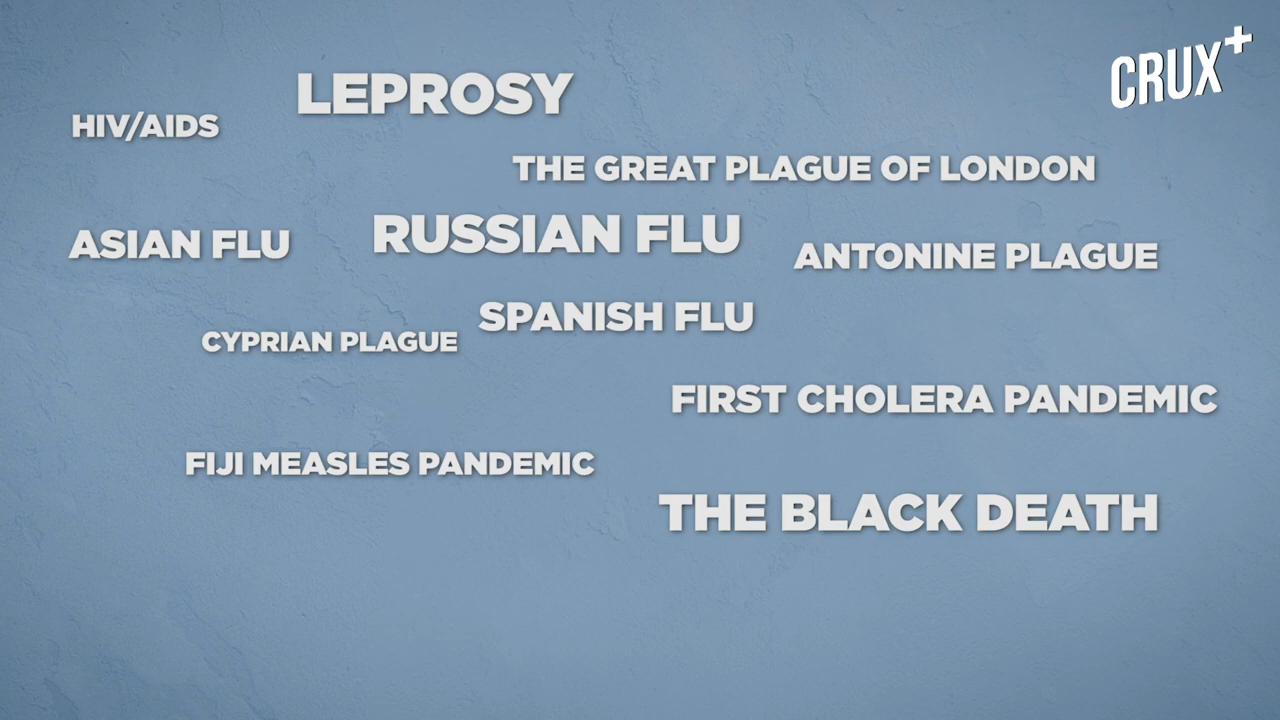 CRUX+
LEPROSY
HIV/AIDS
THE GREAT PLAGUE OF LONDON
ASIAN FLU
RUSSIAN FLU
ANTONINE PLAGUE
SPANISH FLU
CYPRIAN PLAGUE
FIRST CHOLERA PANDEMIC
FIJI MEASLES PANDEMIC
THE BLACK DEATH